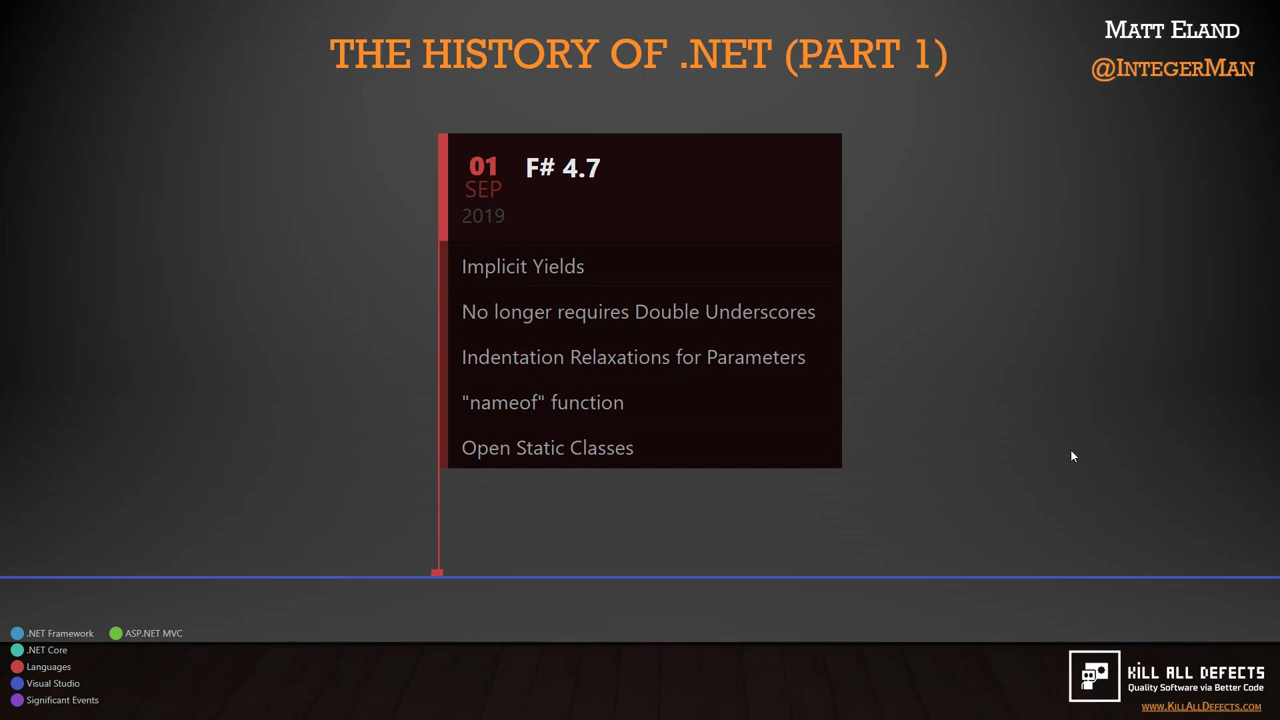 THE HISTORY OF .NET (PART 1)
MATT ELAND
@INTEGERMAN
01
SEP
2019
F# 4.7
Implicit Yields
No longer requires Double Underscores
Indentation Relaxations for Parameters
"nameof" function
Open Static Classes
.NET Framework
ASP.NET MVC
.NET Core
Languages
Visual Studio
Significant Events
KiLL ALL DEFECTS
Quality Software via Better Code
WWW.KILLALLDEFECTS.COM